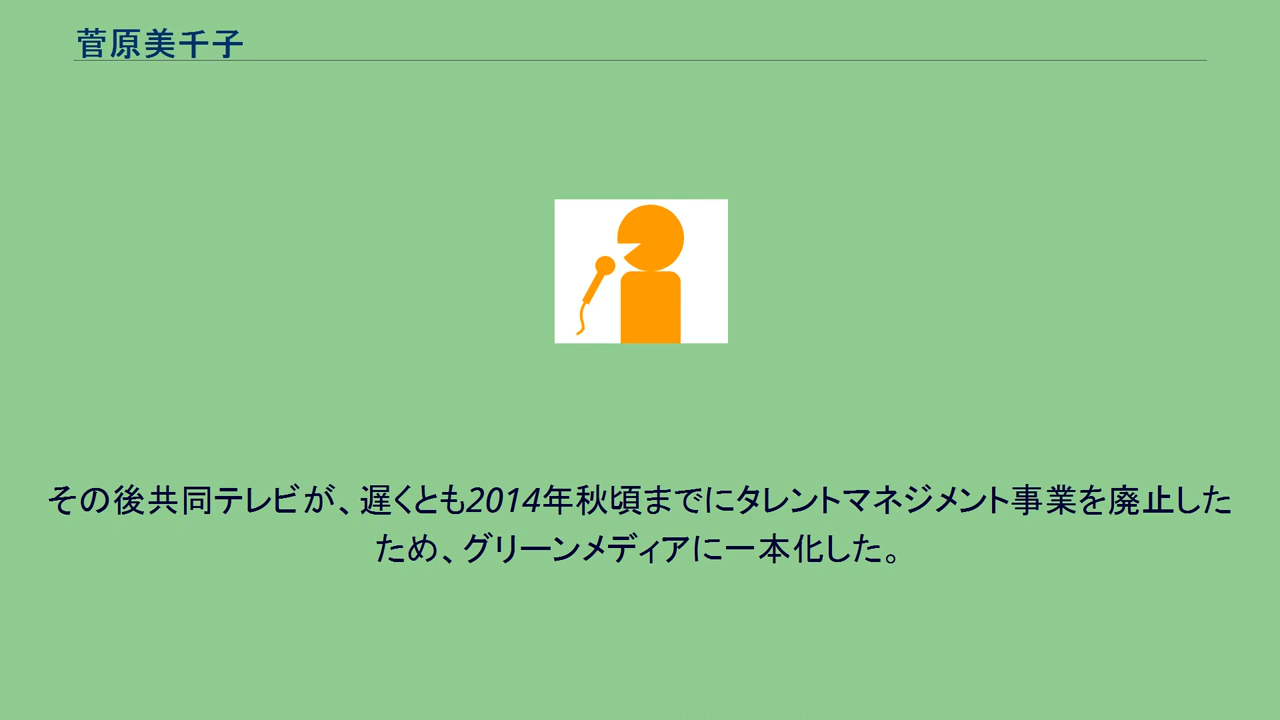 菅原美千子
その後共同テレビが、遅くとも2014年秋頃までにタレントマネジメント事業を廃止した
ため、グリーンメディアに一本化した。